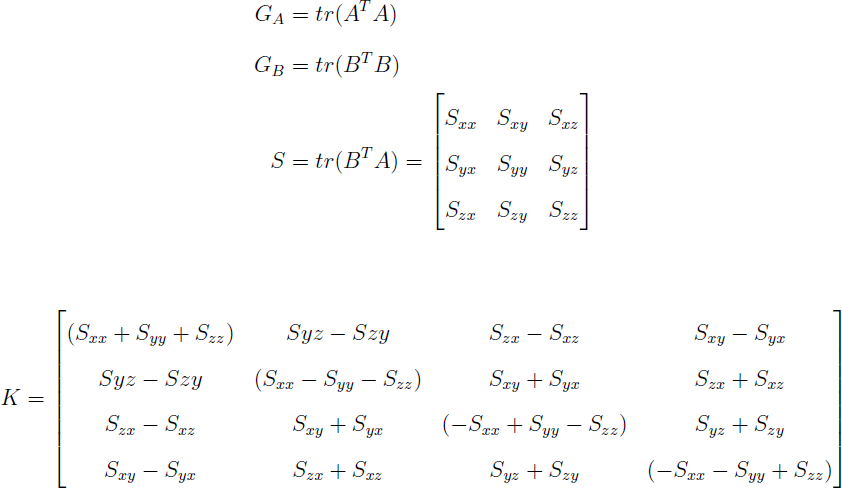 G_A = tr(A^T A)
G_B = tr(B^T B)
S = tr(B^T A) = [ S_xx S_xy S_xz
S_yx S_yy S_yz
S_zx S_zy S_zz ]
K = [ (S_xx + S_yy + S_zz) Syz − Szy S_zx − S_xz S_xy − S_yx
Syz − Szy (S_xx − S_yy − S_zz) S_xy + S_yx S_zx + S_xz
S_zx − S_xz S_xy + S_yx (−S_xx + S_yy − S_zz) S_yz + S_zy
S_xy − S_yx S_zx + S_xz S_yz + S_zy (−S_xx − S_yy + S_zz) ]